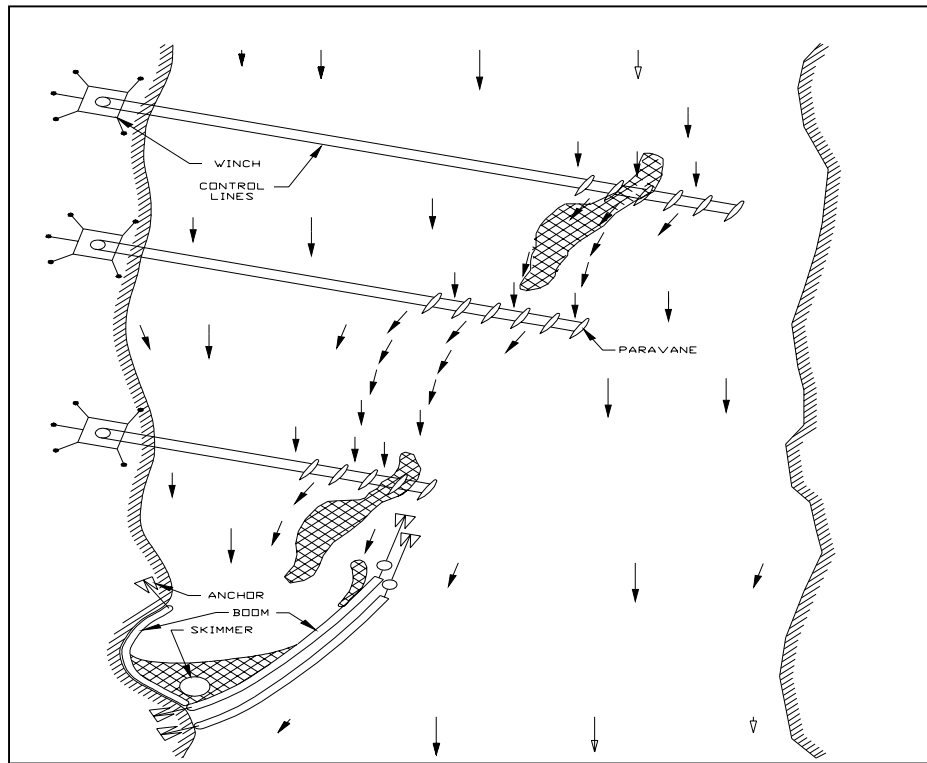 WINCH
CONTROL
LINES
PARAVANE
ANCHOR
BOOM
SKIMMER